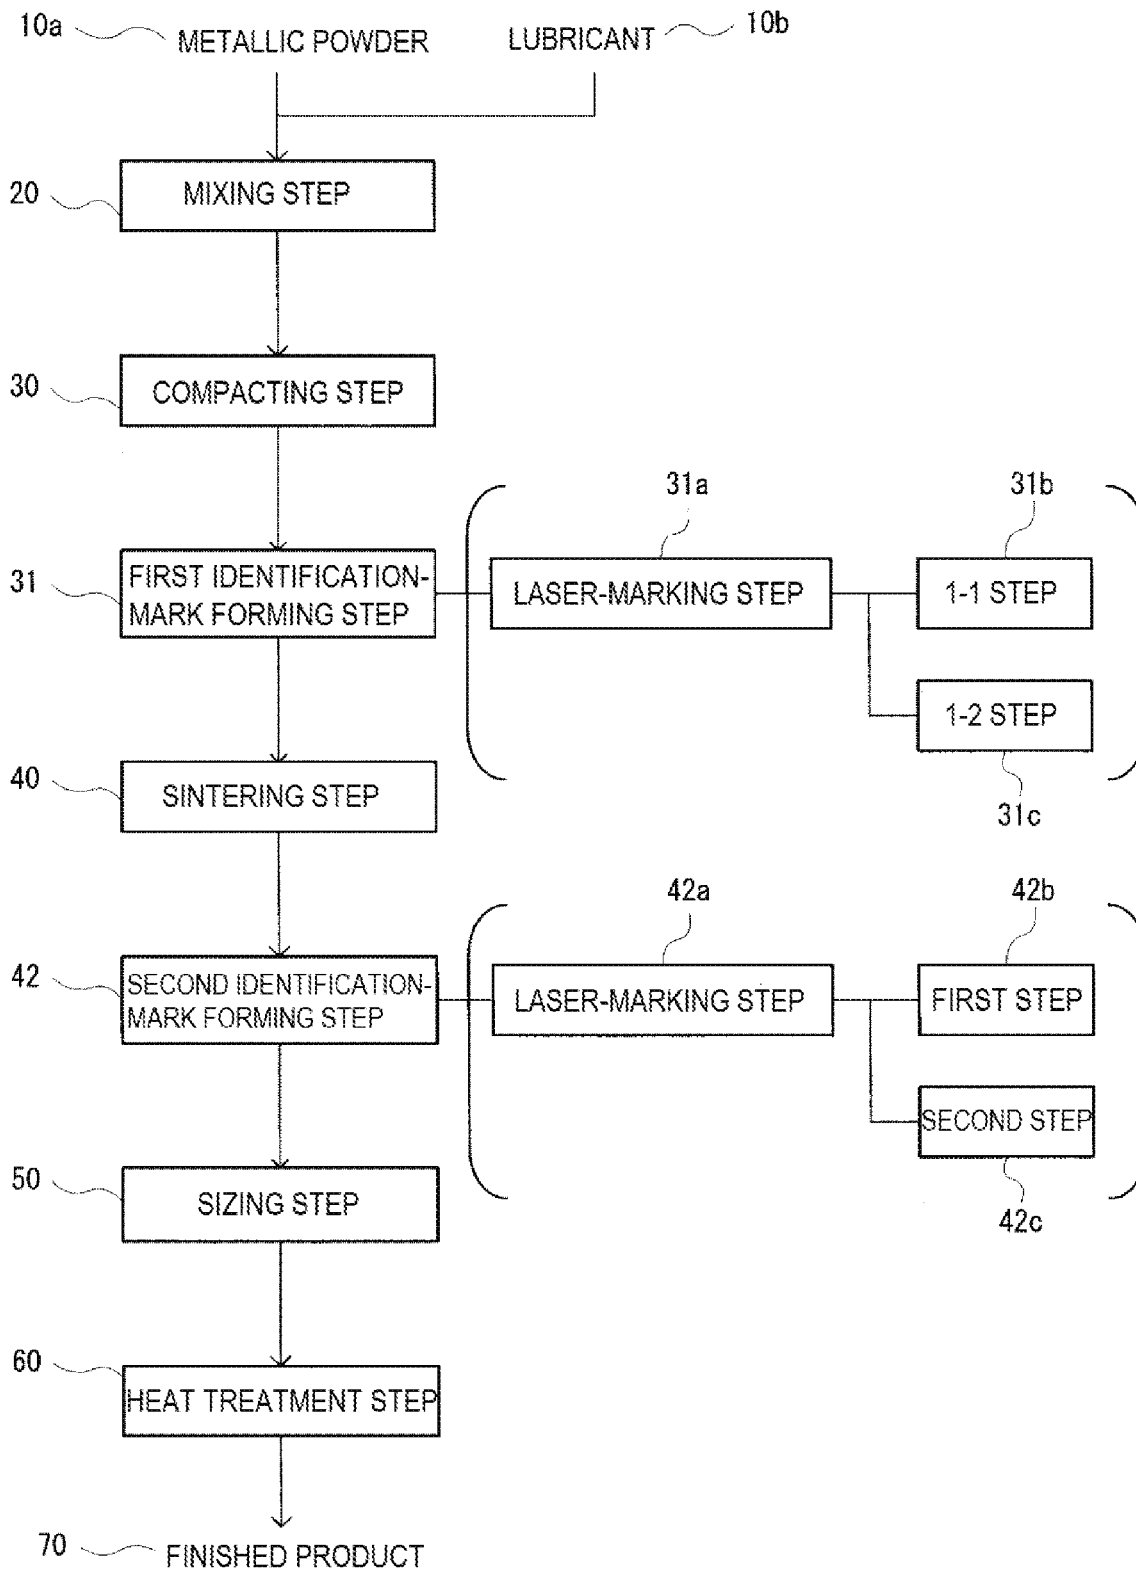 10a METALLIC POWDER LUBRICANT 10b
20 MIXING STEP
30 COMPACTING STEP
31a 31b
31 FIRST IDENTIFICATION-
MARK FORMING STEP
LASER-MARKING STEP
1-1 STEP
1-2 STEP
31c
40 SINTERING STEP
42a 42b
42 SECOND IDENTIFICATION-
MARK FORMING STEP
LASER-MARKING STEP
FIRST STEP
SECOND STEP
42c
50 SIZING STEP
60
HEAT TREATMENT STEP
70 FINISHED PRODUCT